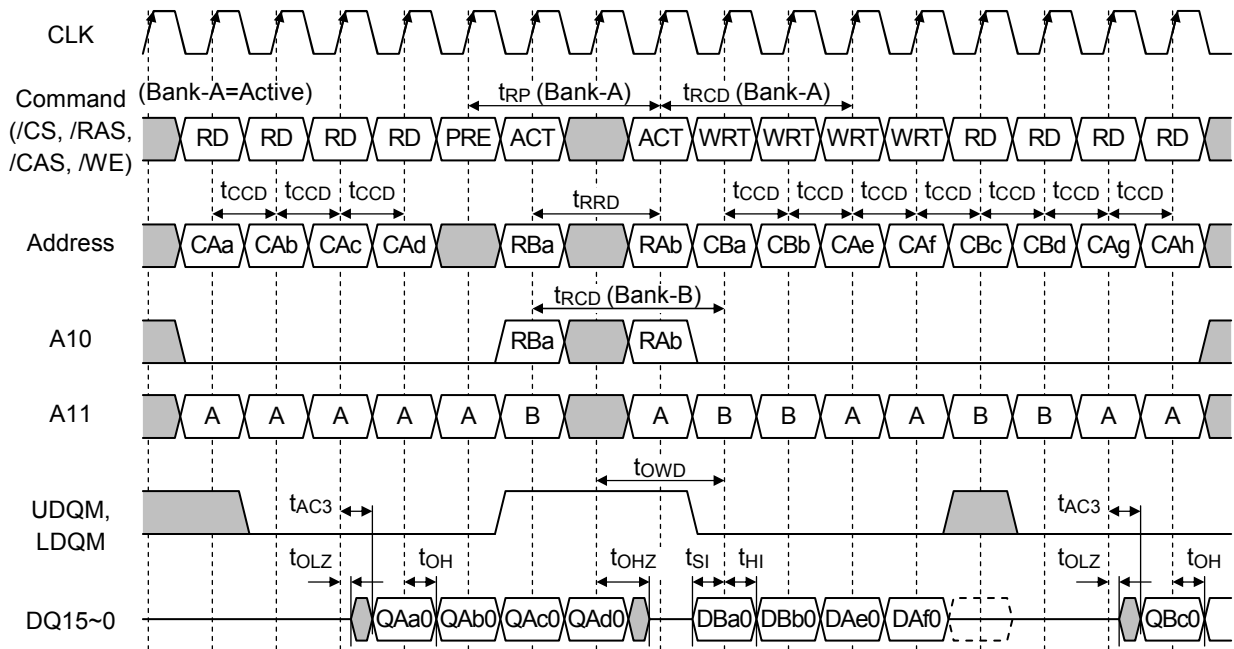 CLK
Command (Bank-A=Active) tRP (Bank-A) tRCD (Bank-A)
(/CS, /RAS, /CAS, /WE) RD RD RD RD PRE ACT ACT WRT WRT WRT WRT RD RD RD RD
tCCD tCCD tCCD tRRD tCCD tCCD tCCD tCCD tCCD tCCD tCCD
Address CAa CAb CAc CAd RBa RAb CBa CBb CAe CAf CBc CBd CAg CAh
tRCD (Bank-B)
A10 RBa RAb
A11 A A A A A B A B B A A B B A A
tOWD
UDQM, LDQM tAC3 tAC3
tOLZ tOH tOHZ tSI tHI tOLZ tOH
DQ15~0 QAa0 QAb0 QAc0 QAd0 DBa0 DBb0 DAe0 DAf0 QBc0